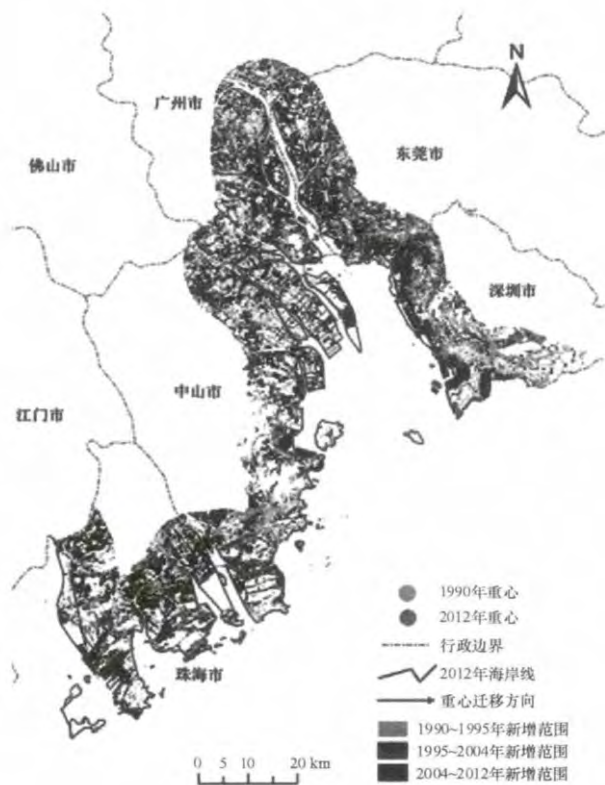 N
广州市
东莞市
佛山市
深圳市
中山市
江门市
珠海市
1990年重心
2012年重心
行政边界
2012年海岸线
重心迁移方向
1990~1995年新增范围
1995~2004年新增范围
2004~2012年新增范围
0 10 20 km